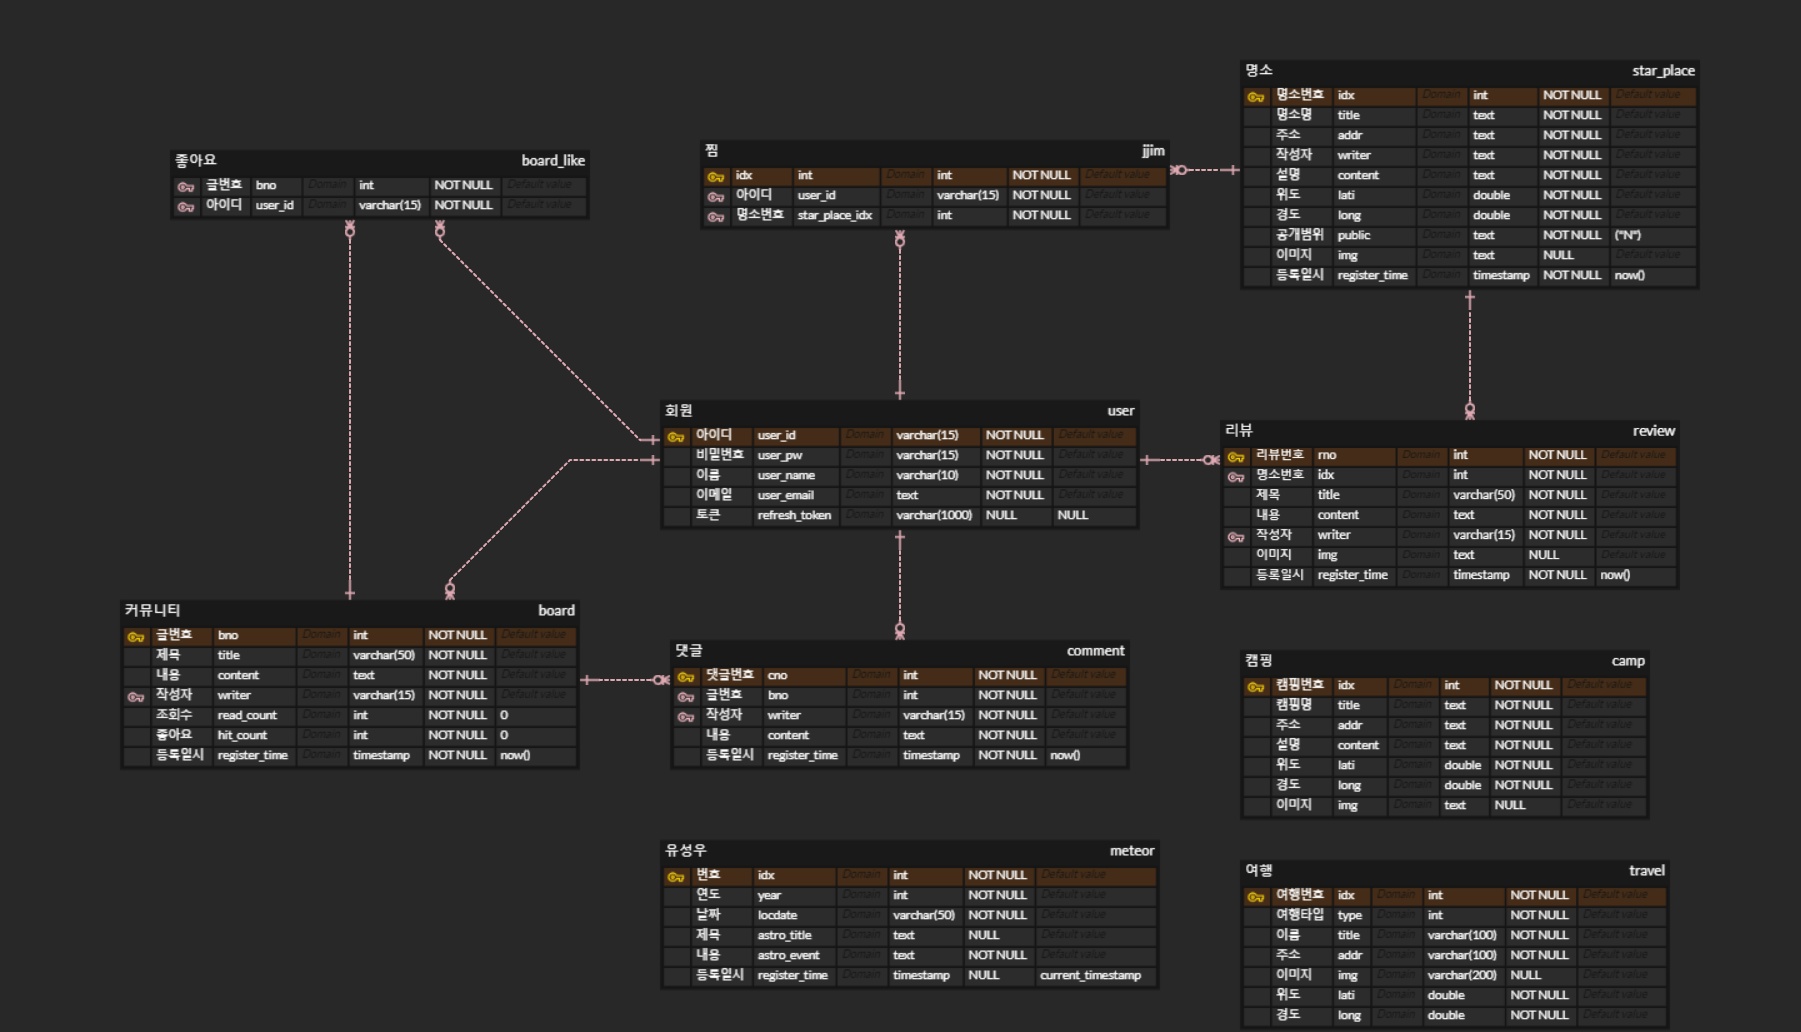 좋아요 board_like
글번호 bno Domain int NOT NULL Default value
아이디 user_id Domain varchar(15) NOT NULL Default value
찜 jjim
idx int Domain int NOT NULL Default value
아이디 user_id Domain varchar(15) NOT NULL Default value
명소번호 star_place_idx Domain int NOT NULL Default value
명소 star_place
명소번호 idx Domain int NOT NULL Default value
명소명 title Domain text NOT NULL Default value
주소 addr Domain text NOT NULL Default value
작성자 writer Domain text NOT NULL Default value
설명 content Domain text NOT NULL Default value
위도 lati Domain double NOT NULL Default value
경도 long Domain double NOT NULL Default value
공개범위 public Domain text NOT NULL ("N")
이미지 img Domain text NULL Default value
등록일시 register_time Domain timestamp NOT NULL now()
회원 user
아이디 user_id Domain varchar(15) NOT NULL Default value
비밀번호 user_pw Domain varchar(15) NOT NULL Default value
이름 user_name Domain varchar(10) NOT NULL Default value
이메일 user_email Domain text NOT NULL Default value
토큰 refresh_token Domain varchar(1000) NULL NULL
리뷰 review
리뷰번호 rno Domain int NOT NULL Default value
명소번호 idx Domain int NOT NULL Default value
제목 title Domain varchar(50) NOT NULL Default value
내용 content Domain text NOT NULL Default value
작성자 writer Domain varchar(15) NOT NULL Default value
이미지 img Domain text NULL Default value
등록일시 register_time Domain timestamp NOT NULL now()
커뮤니티 board
글번호 bno Domain int NOT NULL Default value
제목 title Domain varchar(50) NOT NULL Default value
내용 content Domain text NOT NULL Default value
작성자 writer Domain varchar(15) NOT NULL Default value
조회수 read_count Domain int NOT NULL 0
좋아요 hit_count Domain int NOT NULL 0
등록일시 register_time Domain timestamp NOT NULL now()
댓글 comment
댓글번호 cno Domain int NOT NULL Default value
글번호 bno Domain int NOT NULL Default value
작성자 writer Domain varchar(15) NOT NULL Default value
내용 content Domain text NOT NULL Default value
등록일시 register_time Domain timestamp NOT NULL now()
캠핑 camp
캠핑번호 idx Domain int NOT NULL Default value
캠핑명 title Domain text NOT NULL Default value
주소 addr Domain text NOT NULL Default value
설명 content Domain text NOT NULL Default value
위도 lati Domain double NOT NULL Default value
경도 long Domain double NOT NULL Default value
이미지 img Domain text NULL Default value
유성우 meteor
번호 idx Domain int NOT NULL Default value
연도 year Domain int NOT NULL Default value
날짜 locdate Domain varchar(50) NOT NULL Default value
제목 astro_title Domain text NULL Default value
내용 astro_event Domain text NOT NULL Default value
등록일시 register_time Domain timestamp NULL current_timestamp
여행 travel
여행번호 idx Domain int NOT NULL Default value
여행타입 type Domain int NOT NULL Default value
이름 title Domain varchar(100) NOT NULL Default value
주소 addr Domain varchar(100) NOT NULL Default value
이미지 img Domain varchar(200) NULL Default value
위도 lati Domain double NOT NULL Default value
경도 long Domain double NOT NULL Default value